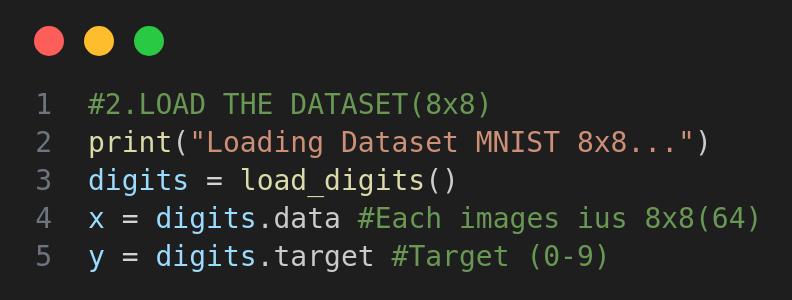 1 #2.LOAD THE DATASET(8x8)
2 print("Loading Dataset MNIST 8x8...")
3 digits = load_digits()
4 x = digits.data #Each images ius 8x8(64)
5 y = digits.target #Target (0-9)